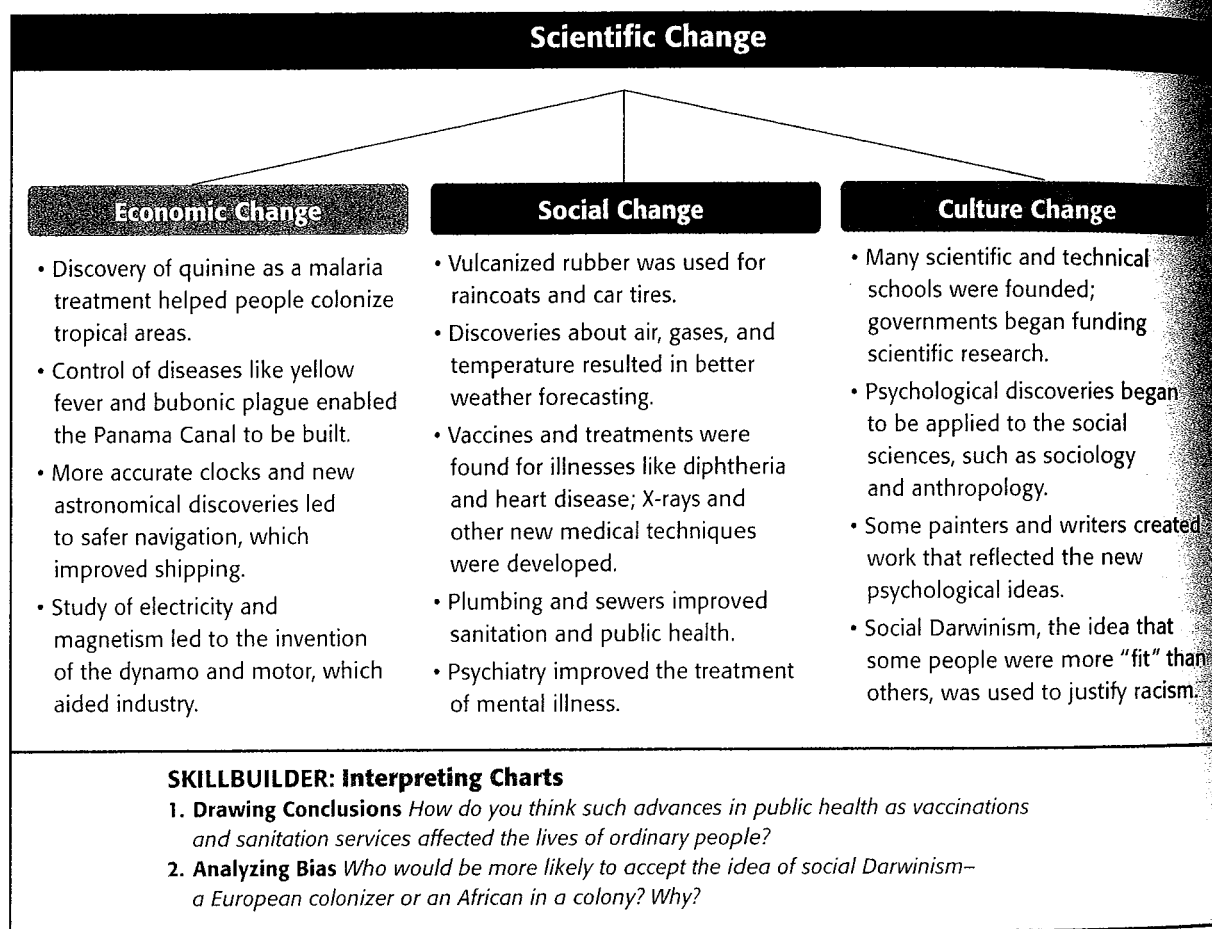 Scientific Change
Economic Change
• Discovery of quinine as a malaria
treatment helped people colonize
tropical areas.
• Control of diseases like yellow
fever and bubonic plague enabled
the Panama Canal to be built.
• More accurate clocks and new
astronomical discoveries led
to safer navigation, which
improved shipping.
• Study of electricity and
magnetism led to the invention
of the dynamo and motor, which
aided industry.
Social Change
• Vulcanized rubber was used for
raincoats and car tires.
• Discoveries about air, gases, and
temperature resulted in better
weather forecasting.
• Vaccines and treatments were
found for illnesses like diphtheria
and heart disease; X-rays and
other new medical techniques
were developed.
• Plumbing and sewers improved
sanitation and public health.
• Psychiatry improved the treatment
of mental illness.
Culture Change
• Many scientific and technical
schools were founded;
governments began funding
scientific research.
• Psychological discoveries began
to be applied to the social
sciences, such as sociology
and anthropology.
• Some painters and writers created
work that reflected the new
psychological ideas.
• Social Darwinism, the idea that
some people were more "fit" than
others, was used to justify racism.
SKILLBUILDER: Interpreting Charts
1. Drawing Conclusions How do you think such advances in public health as vaccinations
and sanitation services affected the lives of ordinary people?
2. Analyzing Bias Who would be more likely to accept the idea of social Darwinism–
a European colonizer or an African in a colony? Why?